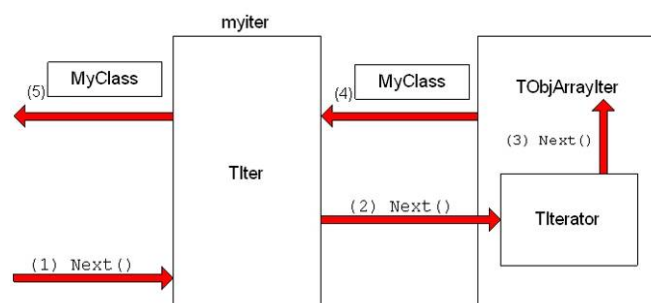 myiter
MyClass
(5)
MyClass
(4)
TObjArrayIter
(3) Next()
TIter
(2) Next()
TIterator
(1) Next()